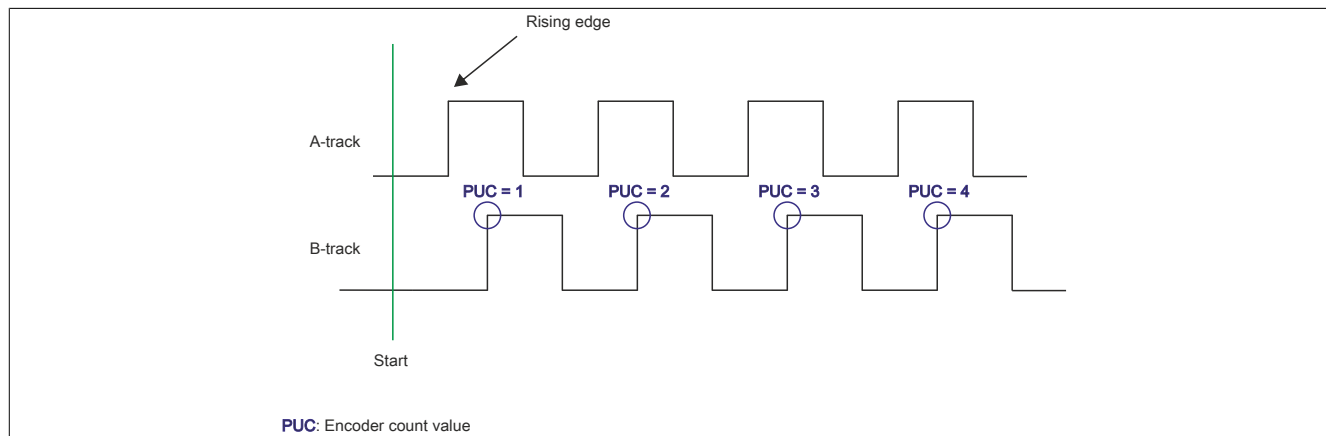 Rising edge
A-track
PUC = 1 PUC = 2 PUC = 3 PUC = 4
B-track
Start
PUC: Encoder count value